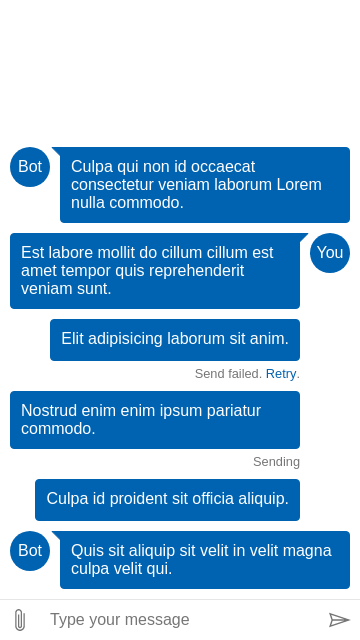 Bot
Culpa qui non id occaecat
consectetur veniam laborum Lorem
nulla commodo.
Est labore mollit do cillum cillum est
amet tempor quis reprehenderit
veniam sunt.
You
Elit adipisicing laborum sit anim.
Send failed. Retry.
Nostrud enim enim ipsum pariatur
commodo.
Sending
Culpa id proident sit officia aliquip.
Bot
Quis sit aliquip sit velit in velit magna
culpa velit qui.
Type your message